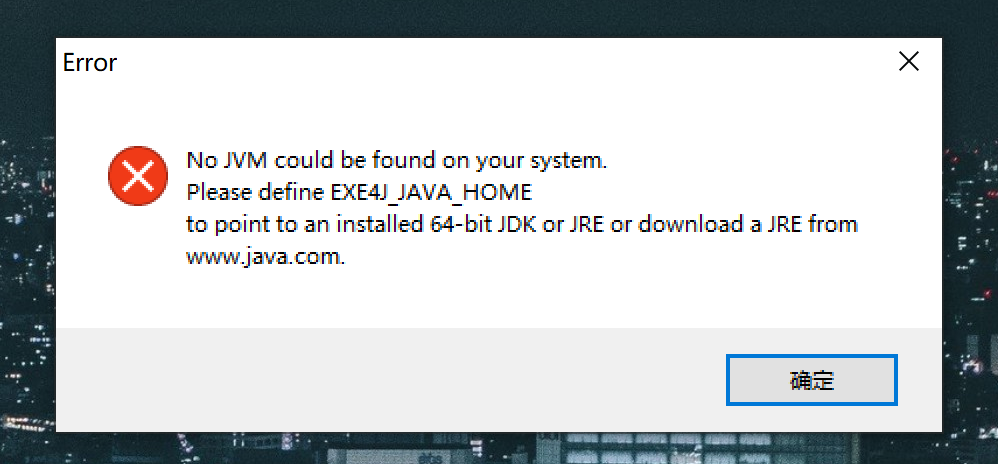 Error
No JVM could be found on your system.
Please define EXE4J_JAVA_HOME
to point to an installed 64-bit JDK or JRE or download a JRE from
www.java.com.
确定